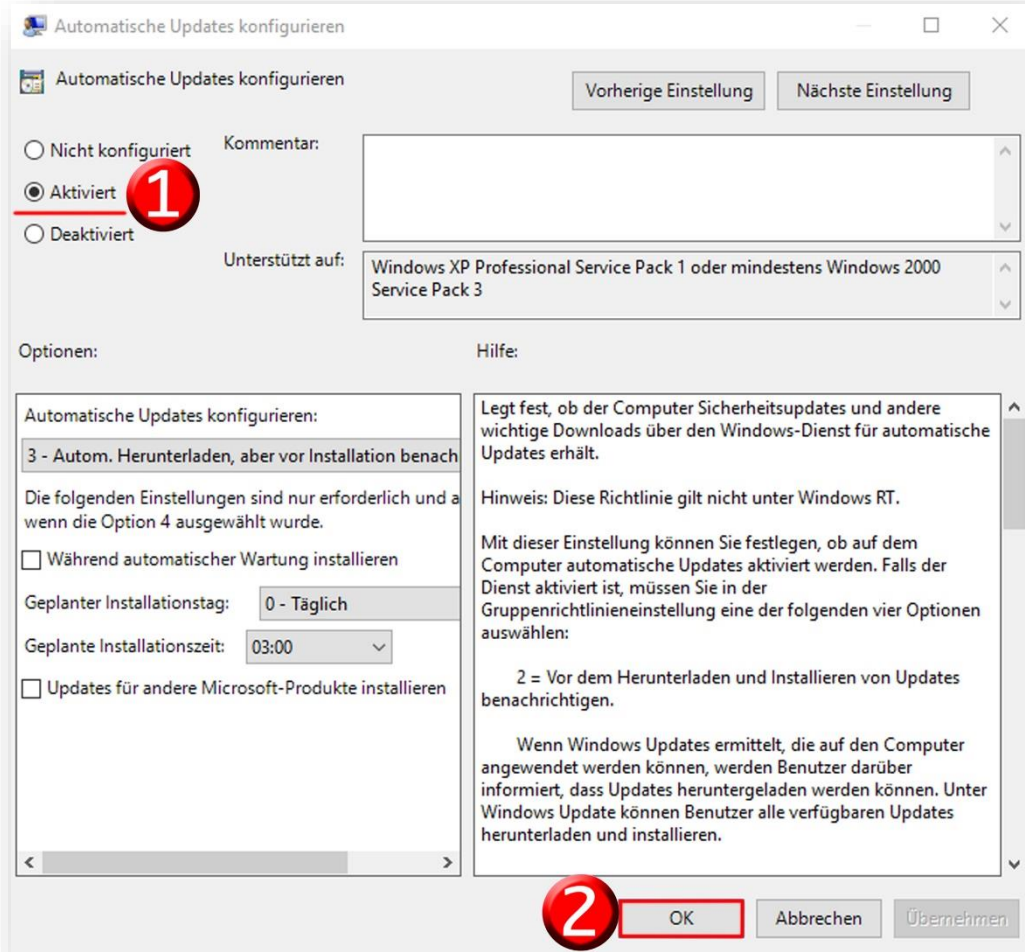 Automatische Updates konfigurieren
Automatische Updates konfigurieren
Vorherige Einstellung
Nächste Einstellung
Nicht konfiguriert
Aktiviert
1
Deaktiviert
Kommentar:
Unterstützt auf:
Windows XP Professional Service Pack 1 oder mindestens Windows 2000
Service Pack 3
Optionen:
Hilfe:
Automatische Updates konfigurieren:
3 - Autom. Herunterladen, aber vor Installation benach
Die folgenden Einstellungen sind nur erforderlich und a
wenn die Option 4 ausgewählt wurde.
Während automatischer Wartung installieren
Geplanter Installationstag:
0 - Täglich
Geplante Installationszeit:
03:00
Updates für andere Microsoft-Produkte installieren
Legt fest, ob der Computer Sicherheitsupdates und andere
wichtige Downloads über den Windows-Dienst für automatische
Updates erhält.
Hinweis: Diese Richtlinie gilt nicht unter Windows RT.
Mit dieser Einstellung können Sie festlegen, ob auf dem
Computer automatische Updates aktiviert werden. Falls der
Dienst aktiviert ist, müssen Sie in der
Gruppenrichtlinieneinstellung eine der folgenden vier Optionen
auswählen:
2 = Vor dem Herunterladen und Installieren von Updates
benachrichtigen.
Wenn Windows Updates ermittelt, die auf den Computer
angewendet werden können, werden Benutzer darüber
informiert, dass Updates heruntergeladen werden können. Unter
Windows Update können Benutzer alle verfügbaren Updates
herunterladen und installieren.
2
OK
Abbrechen
Übernehmen